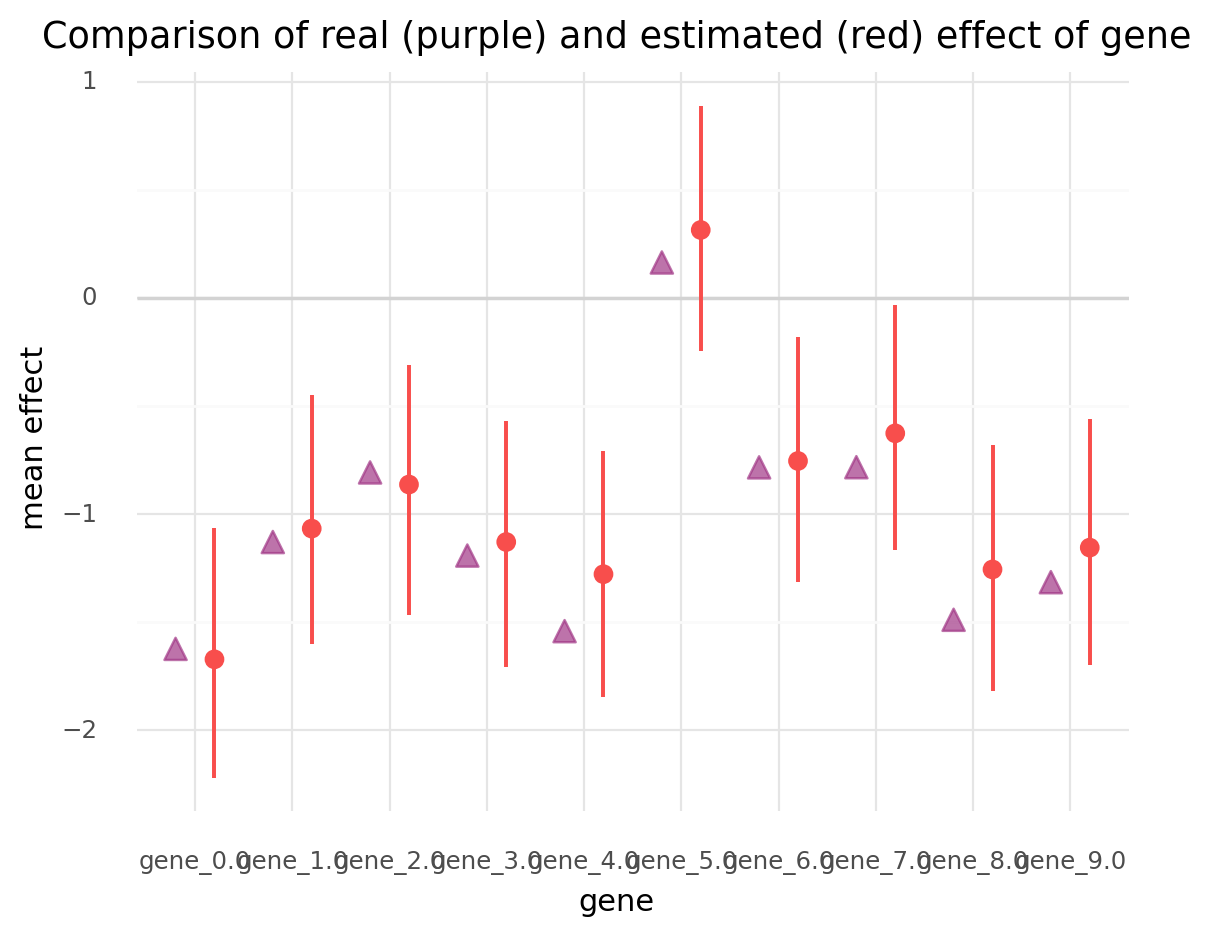 Comparison of real (purple) and estimated (red) effect of gene
1
0
−1
−2
mean effect
gene_0.0 gene_1.0 gene_2.0 gene_3.0 gene_4.0 gene_5.0 gene_6.0 gene_7.0 gene_8.0 gene_9.0
gene